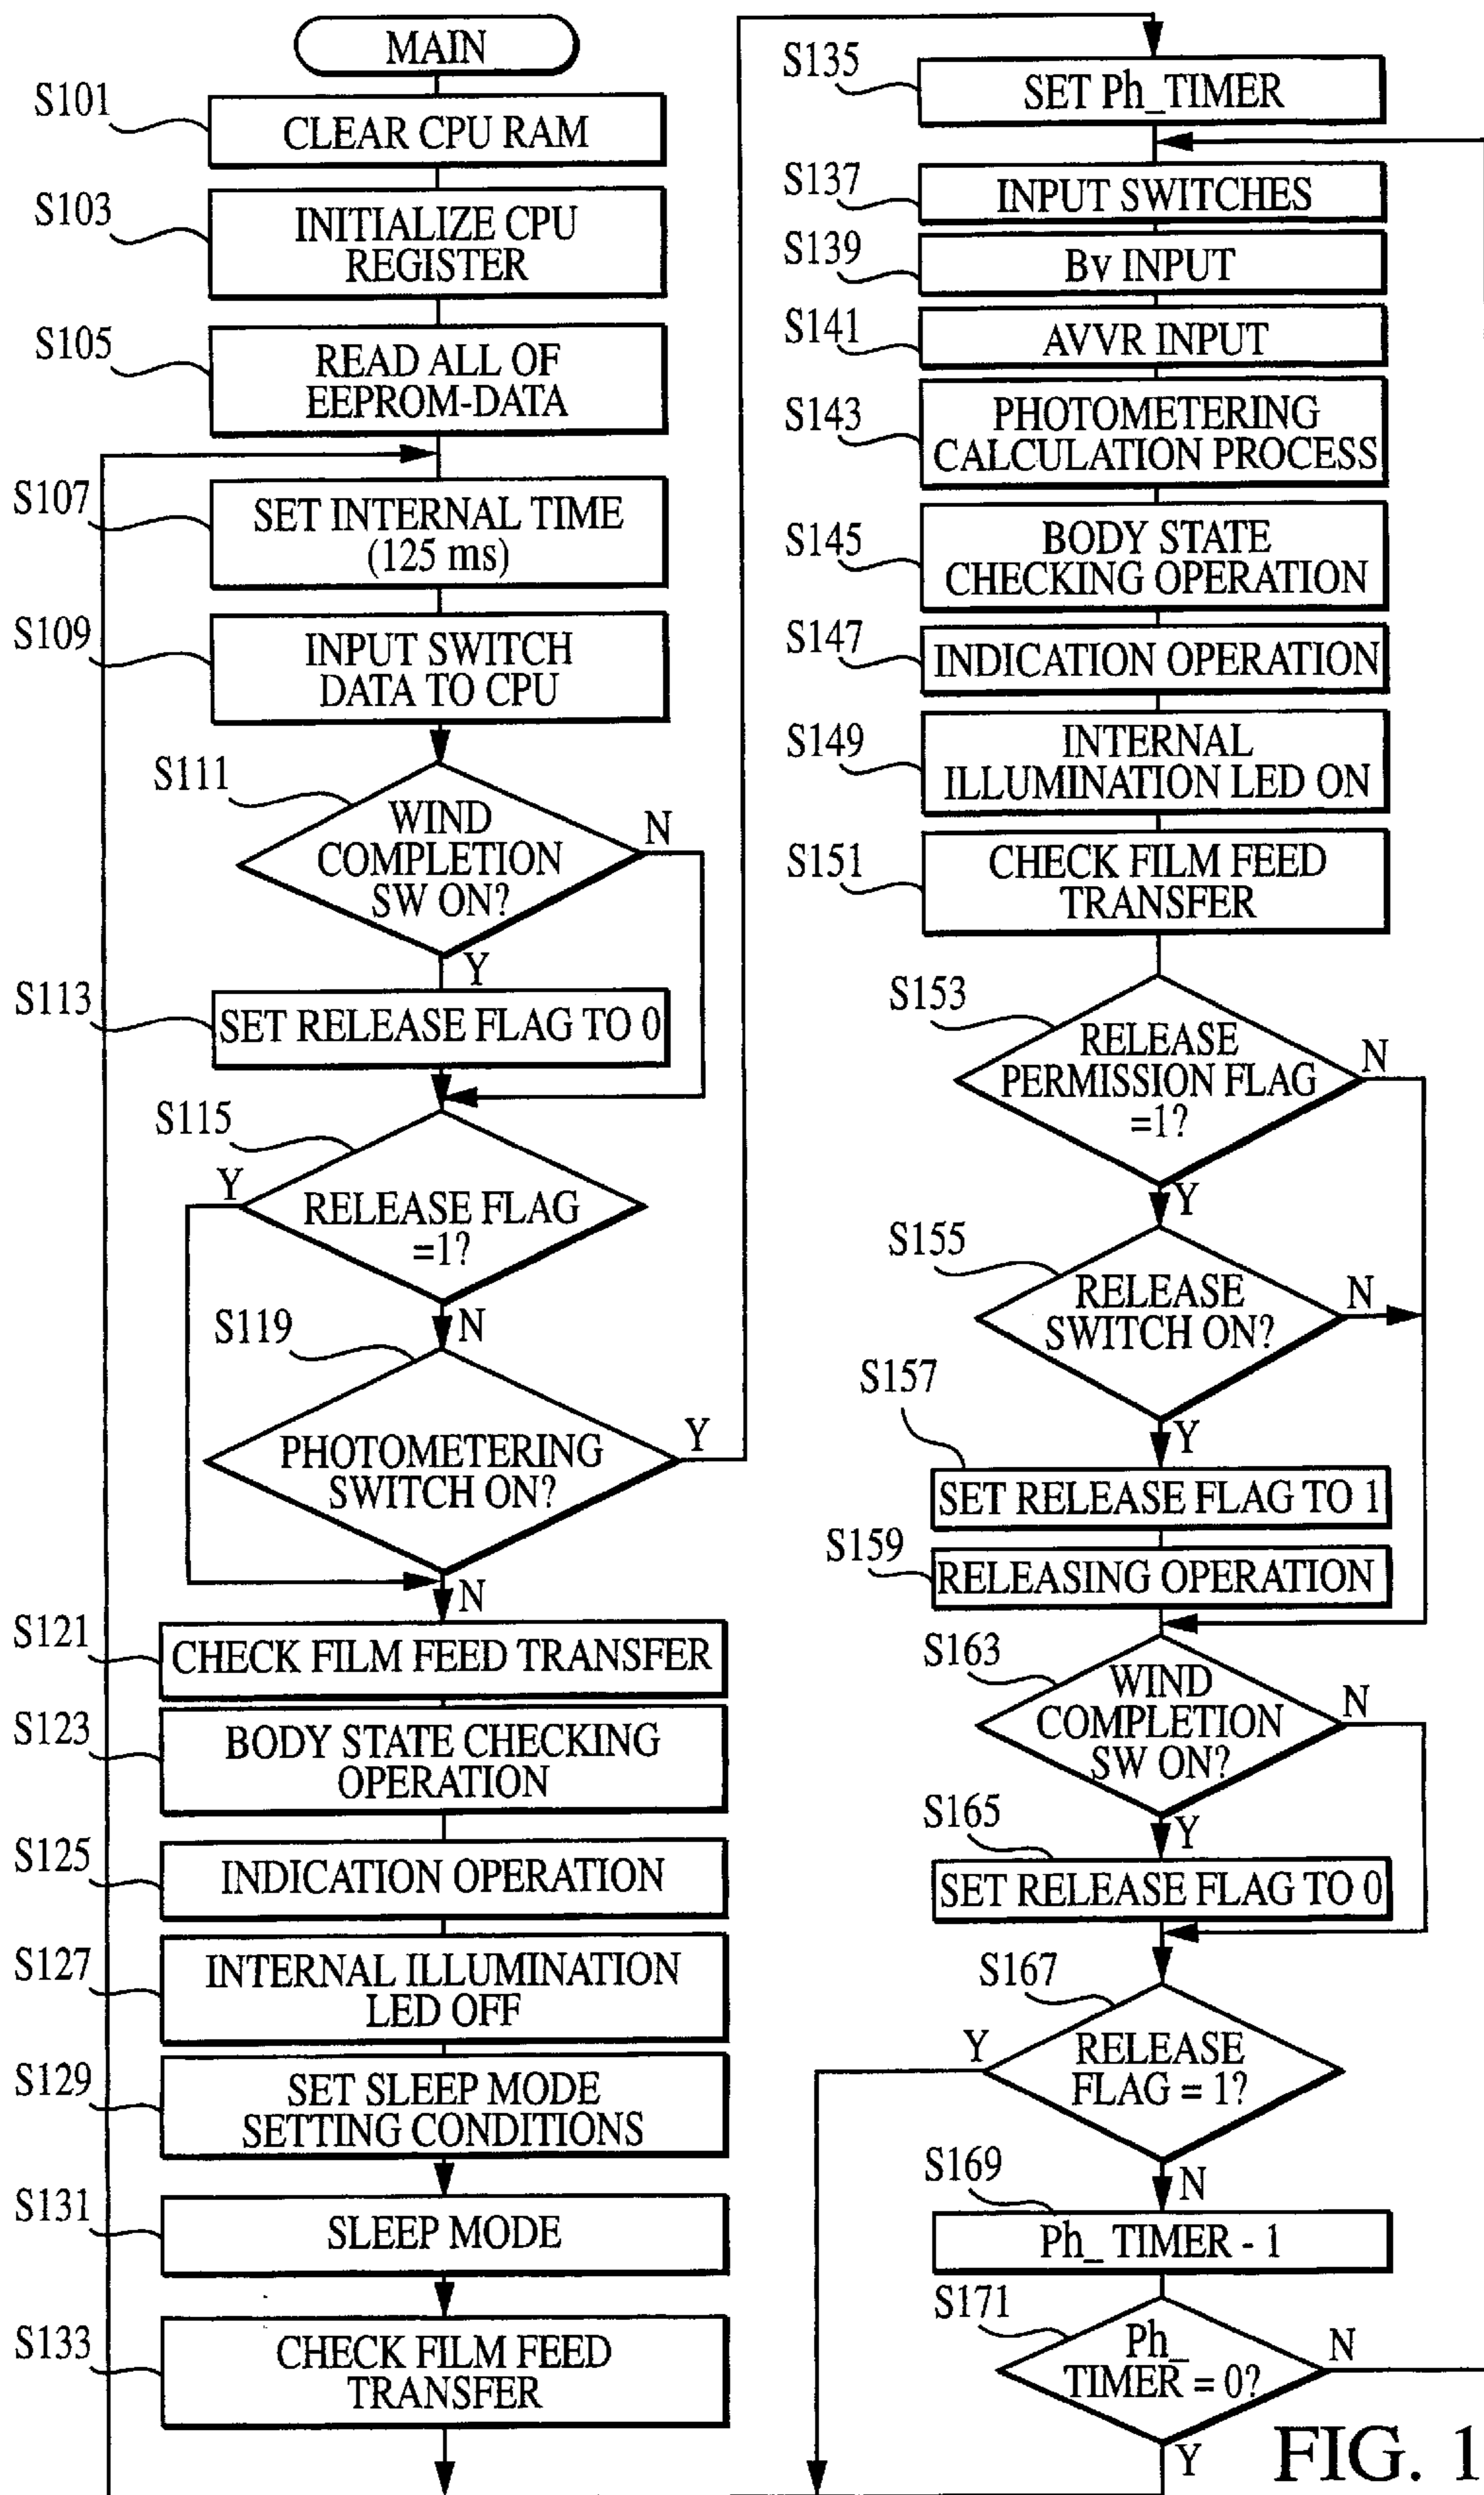 MAIN
S101
CLEAR CPU RAM
S103
INITIALIZE CPU
REGISTER
S105
READ ALL OF
EEPROM-DATA
S107
SET INTERNAL TIME
(125 ms)
S109
INPUT SWITCH
DATA TO CPU
S111
WIND
COMPLETION
SW ON?
N
Y
S113
SET RELEASE FLAG TO 0
S115
Y
RELEASE FLAG
=1?
N
S119
PHOTOMETERING
SWITCH ON?
Y
N
S121
CHECK FILM FEED TRANSFER
S123
BODY STATE CHECKING
OPERATION
S125
INDICATION OPERATION
S127
INTERNAL ILLUMINATION
LED OFF
S129
SET SLEEP MODE
SETTING CONDITIONS
S131
SLEEP MODE
S133
CHECK FILM FEED
TRANSFER
S135
SET Ph_TIMER
S137
INPUT SWITCHES
S139
Bv INPUT
S141
AVVR INPUT
S143
PHOTOMETERING
CALCULATION PROCESS
S145
BODY STATE
CHECKING OPERATION
S147
INDICATION OPERATION
S149
INTERNAL
ILLUMINATION LED ON
S151
CHECK FILM FEED
TRANSFER
S153
RELEASE
PERMISSION FLAG
=1?
N
Y
S155
RELEASE
SWITCH ON?
N
Y
S157
SET RELEASE FLAG TO 1
S159
RELEASING OPERATION
S163
WIND
COMPLETION
SW ON?
N
Y
S165
SET RELEASE FLAG TO 0
S167
Y
RELEASE
FLAG = 1?
N
S169
Ph_ TIMER - 1
S171
Ph_
TIMER = 0?
N
Y
FIG. 1